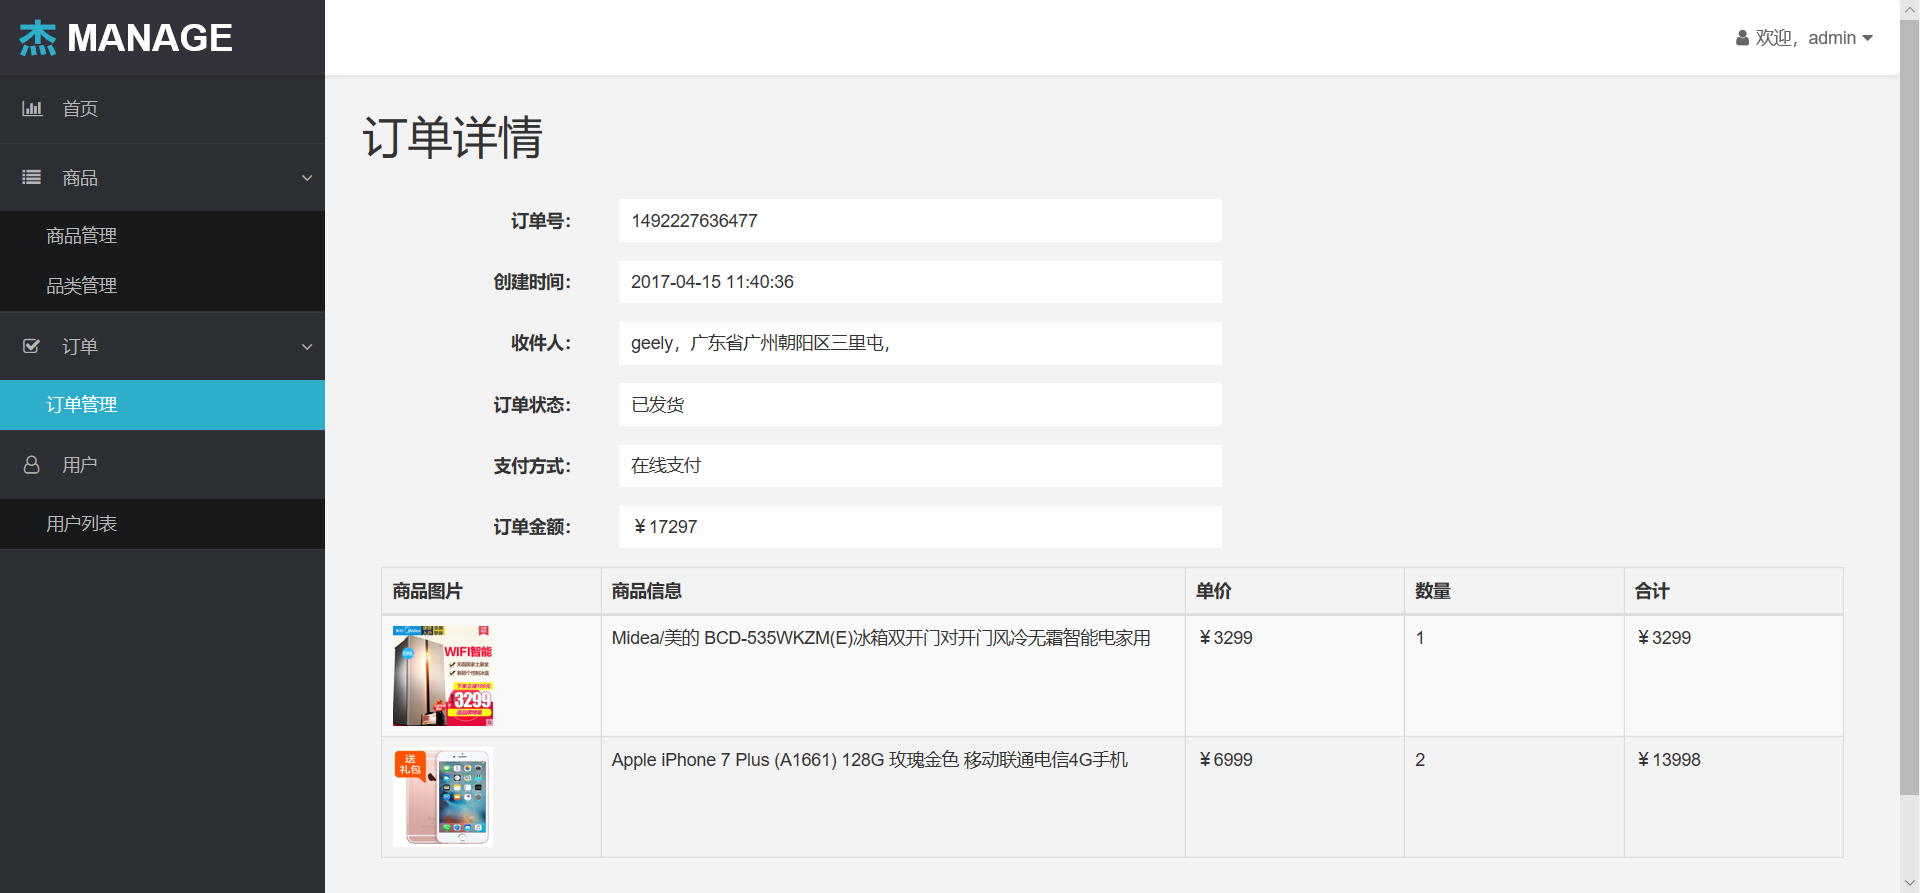 杰 MANAGE
欢迎，admin
首页
商品
商品管理
品类管理
订单
订单管理
用户
用户列表
订单详情
订单号： 1492227636477
创建时间： 2017-04-15 11:40:36
收件人： geely，广东省广州朝阳区三里屯，
订单状态： 已发货
支付方式： 在线支付
订单金额： ￥17297
商品图片 商品信息 单价 数量 合计
Midea/美的 BCD-535WKZM(E)冰箱双开门对开门风冷无霜智能电家用 ￥3299 1 ￥3299
WIFI智能
3299
Apple iPhone 7 Plus (A1661) 128G 玫瑰金色 移动联通电信4G手机 ￥6999 2 ￥13998
送
礼包